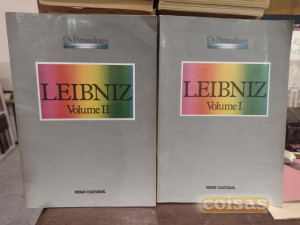 Os Pensadores
LEIBNIZ
Volume II
NOVA CULTURAL
Os Pensadores
LEIBNIZ
Volume I
NOVA CULTURAL
coisas